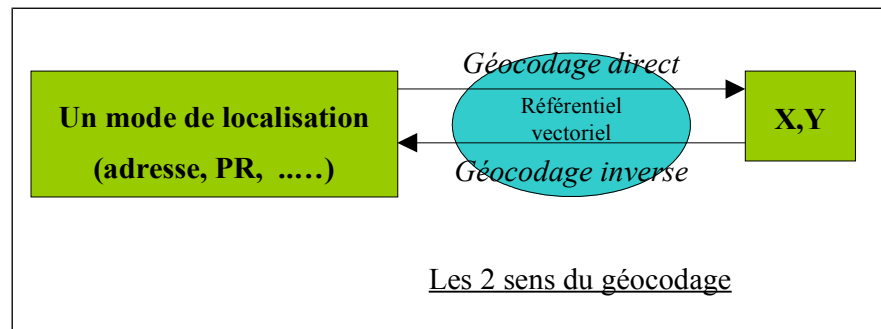 Géocodage direct
Un mode de localisation
(adresse, PR, ..…)
Référentiel
vectoriel
X,Y
Géocodage inverse
Les 2 sens du géocodage